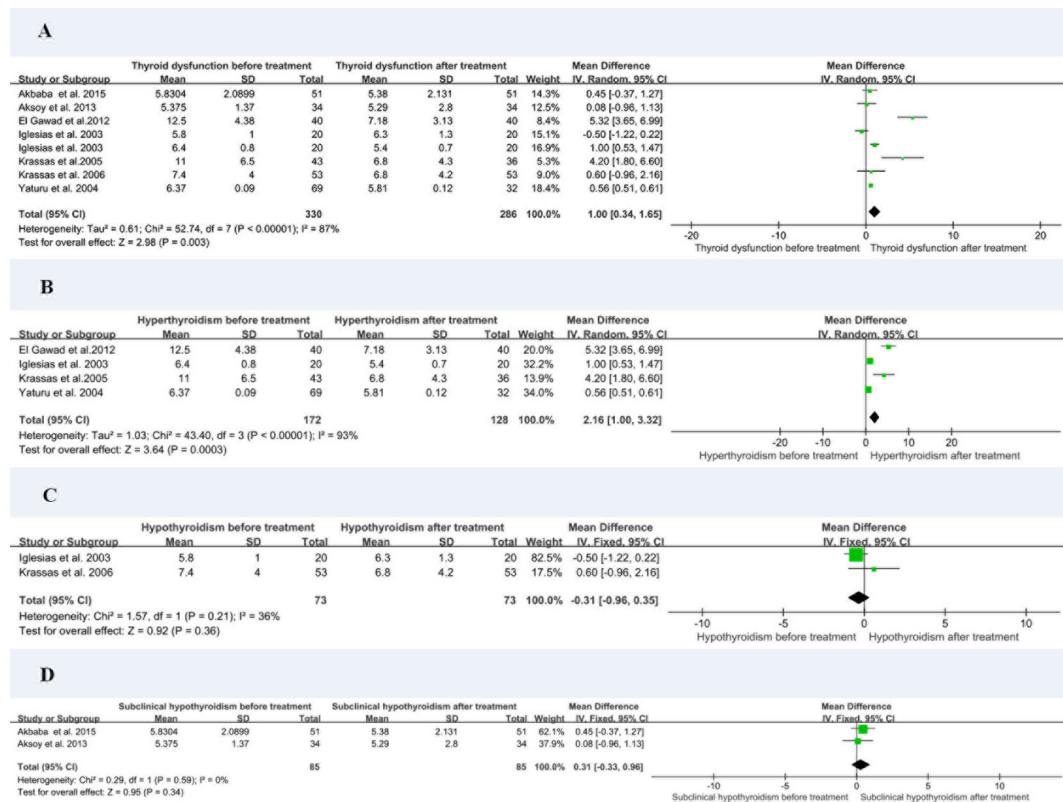 A
Thyroid dysfunction before treatment Thyroid dysfunction after treatment Mean Difference Mean Difference
Study or Subgroup Mean SD Total Mean SD Total Weight IV. Random. 95% CI IV. Random. 95% CI
Akbaba et al. 2015 5.8304 2.0899 51 5.38 2.131 51 14.3% 0.45 [-0.37, 1.27]
Aksoy et al. 2013 5.375 1.37 34 5.29 2.8 34 12.5% 0.08 [-0.96, 1.13]
El Gawad et al.2012 12.5 4.38 40 7.18 3.13 40 8.4% 5.32 [3.65, 6.99]
Iglesias et al. 2003 5.8 1 20 6.3 1.3 20 15.1% -0.50 [-1.22, 0.22]
Iglesias et al. 2003 6.4 0.8 20 5.4 0.7 20 16.9% 1.00 [0.53, 1.47]
Krassas et al.2005 11 6.5 43 6.8 4.3 36 5.3% 4.20 [1.80, 6.60]
Krassas et al. 2006 7.4 4 53 6.8 4.2 53 9.0% 0.60 [-0.96, 2.16]
Yaturu et al. 2004 6.37 0.09 69 5.81 0.12 32 18.4% 0.56 [0.51, 0.61]
Total (95% CI) 330 286 100.0% 1.00 [0.34, 1.65]
Heterogeneity: Tau² = 0.61; Chi² = 52.74, df = 7 (P < 0.00001); I² = 87%
Test for overall effect: Z = 2.98 (P = 0.003)
-20 -10 0 10 20
Thyroid dysfunction before treatment Thyroid dysfunction after treatment
B
Hyperthyroidism before treatment Hyperthyroidism after treatment Mean Difference Mean Difference
Study or Subgroup Mean SD Total Mean SD Total Weight IV. Random. 95% CI IV. Random. 95% CI
El Gawad et al.2012 12.5 4.38 40 7.18 3.13 40 20.0% 5.32 [3.65, 6.99]
Iglesias et al. 2003 6.4 0.8 20 5.4 0.7 20 32.2% 1.00 [0.53, 1.47]
Krassas et al.2005 11 6.5 43 6.8 4.3 36 13.9% 4.20 [1.80, 6.60]
Yaturu et al. 2004 6.37 0.09 69 5.81 0.12 32 34.0% 0.56 [0.51, 0.61]
Total (95% CI) 172 128 100.0% 2.16 [1.00, 3.32]
Heterogeneity: Tau² = 1.03; Chi² = 43.40, df = 3 (P < 0.00001); I² = 93%
Test for overall effect: Z = 3.64 (P = 0.0003)
-20 -10 0 10 20
Hyperthyroidism before treatment Hyperthyroidism after treatment
C
Hypothyroidism before treatment Hypothyroidism after treatment Mean Difference Mean Difference
Study or Subgroup Mean SD Total Mean SD Total Weight IV. Fixed. 95% CI IV. Fixed. 95% CI
Iglesias et al. 2003 5.8 1 20 6.3 1.3 20 82.5% -0.50 [-1.22, 0.22]
Krassas et al. 2006 7.4 4 53 6.8 4.2 53 17.5% 0.60 [-0.96, 2.16]
Total (95% CI) 73 73 100.0% -0.31 [-0.96, 0.35]
Heterogeneity: Chi² = 1.57, df = 1 (P = 0.21); I² = 36%
Test for overall effect: Z = 0.92 (P = 0.36)
-10 -5 0 5 10
Hypothyroidism before treatment Hypothyroidism after treatment
D
Subclinical hypothyroidism before treatment Subclinical hypothyroidism after treatment Mean Difference Mean Difference
Study or Subgroup Mean SD Total Mean SD Total Weight IV. Fixed. 95% CI IV. Fixed. 95% CI
Akbaba et al. 2015 5.8304 2.0899 51 5.38 2.131 51 62.1% 0.45 [-0.37, 1.27]
Aksoy et al. 2013 5.375 1.37 34 5.29 2.8 34 37.9% 0.08 [-0.96, 1.13]
Total (95% CI) 85 85 100.0% 0.31 [-0.33, 0.96]
Heterogeneity: Chi² = 0.29, df = 1 (P = 0.59); I² = 0%
Test for overall effect: Z = 0.95 (P = 0.34)
-10 -5 0 5 10
Subclinical hypothyroidism before treatment Subclinical hypothyroidism after treatment